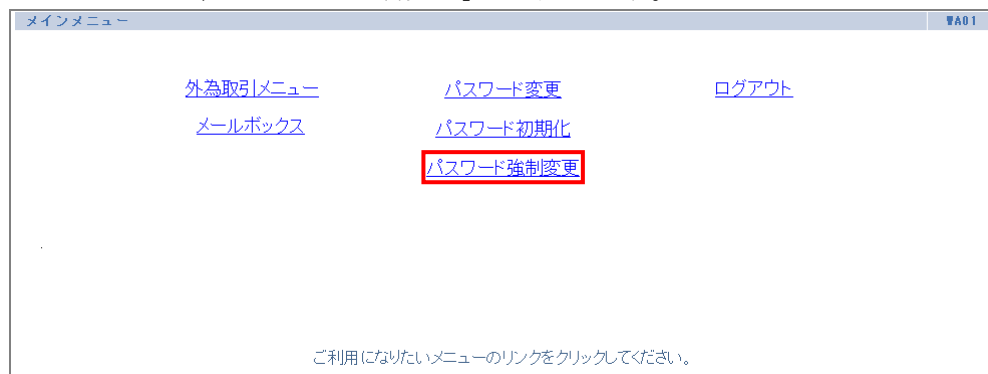 メインメニュー WA01
外為取引メニュー パスワード変更 ログアウト
メールボックス パスワード初期化
パスワード強制変更
ご利用になりたいメニューのリンクをクリックしてください。